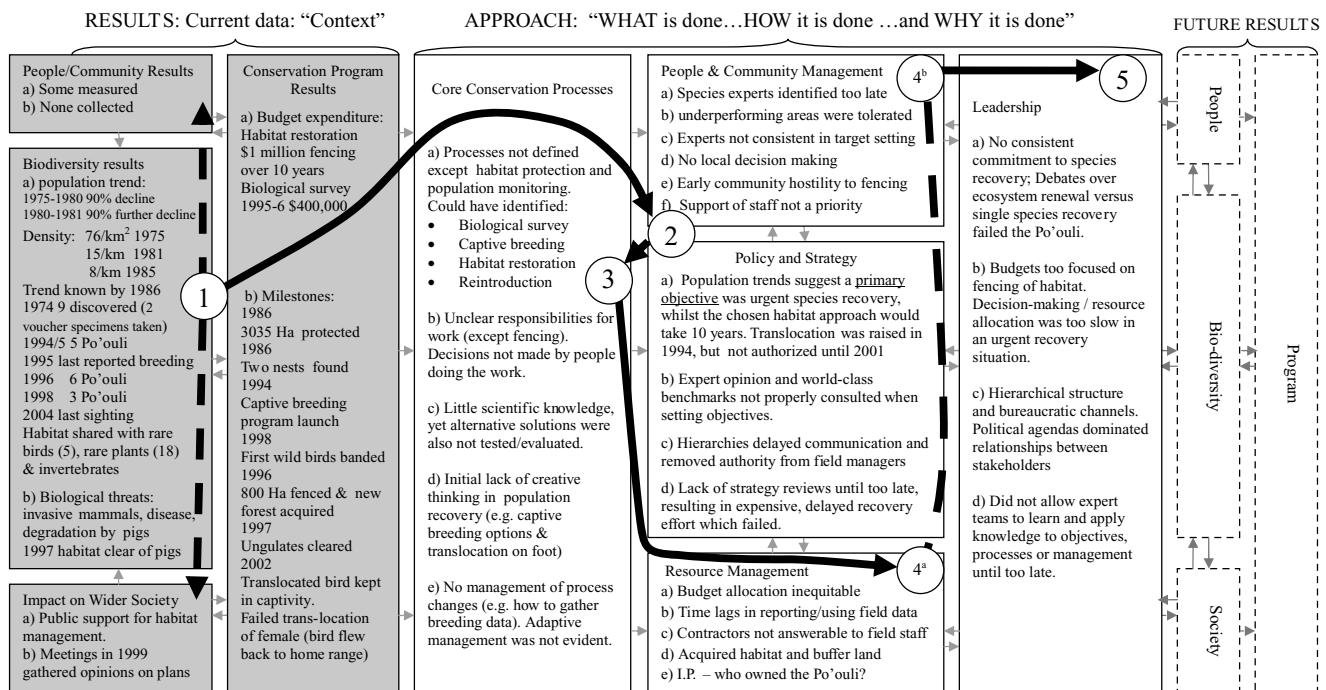 RESULTS: Current data: “Context”
APPROACH: “WHAT is done…HOW it is done …and WHY it is done”
FUTURE RESULTS
People/Community Results
a) Some measured
b) None collected
Biodiversity results
a) population trend:
1975-1980 90% decline
1980-1981 90% further decline
Density: 76/km² 1975
15/km 1981
8/km 1985
Trend known by 1986
1974 9 discovered (2
voucher specimens taken)
1994/5 5 Po’ouli
1995 last reported breeding
1996 6 Po’ouli
1998 3 Po’ouli
2004 last sighting
Habitat shared with rare
birds (5), rare plants (18)
& invertebrates
b) Biological threats:
invasive mammals, disease,
degradation by pigs
1997 habitat clear of pigs
Impact on Wider Society
a) Public support for habitat
management.
b) Meetings in 1999
gathered opinions on plans
1
Conservation Program
Results
a) Budget expenditure:
Habitat restoration
$1 million fencing
over 10 years
Biological survey
1995-6 $400,000
b) Milestones:
1986
3035 Ha protected
1986
Two nests found
1994
Captive breeding
program launch
1998
First wild birds banded
1996
800 Ha fenced & new
forest acquired
1997
Ungulates cleared
2002
Translocated bird kept
in captivity.
Failed trans-location
of female (bird flew
back to home range)
Core Conservation Processes
a) Processes not defined
except habitat protection and
population monitoring.
Could have identified:
• Biological survey
• Captive breeding
• Habitat restoration
• Reintroduction
b) Unclear responsibilities for
work (except fencing).
Decisions not made by people
doing the work.
c) Little scientific knowledge,
yet alternative solutions were
also not tested/evaluated.
d) Initial lack of creative
thinking in population
recovery (e.g. captive
breeding options &
translocation on foot)
e) No management of process
changes (e.g. how to gather
breeding data). Adaptive
management was not evident.
3
2
People & Community Management
a) Species experts identified too late
b) underperforming areas were tolerated
c) Experts not consistent in target setting
d) No local decision making
e) Early community hostility to fencing
f) Support of staff not a priority
4ᵇ
Policy and Strategy
a) Population trends suggest a primary
objective was urgent species recovery,
whilst the chosen habitat approach would
take 10 years. Translocation was raised in
1994, but not authorized until 2001
b) Expert opinion and world-class
benchmarks not properly consulted when
setting objectives.
c) Hierarchies delayed communication and
removed authority from field managers
d) Lack of strategy reviews until too late,
resulting in expensive, delayed recovery
effort which failed.
4ᵃ
Resource Management
a) Budget allocation inequitable
b) Time lags in reporting/using field data
c) Contractors not answerable to field staff
d) Acquired habitat and buffer land
e) I.P. – who owned the Po’ouli?
5
Leadership
a) No consistent
commitment to species
recovery; Debates over
ecosystem renewal versus
single species recovery
failed the Po’ouli.
b) Budgets too focused on
fencing of habitat.
Decision-making / resource
allocation was too slow in
an urgent recovery
situation.
c) Hierarchical structure
and bureaucratic channels.
Political agendas dominated
relationships between
stakeholders
d) Did not allow expert
teams to learn and apply
knowledge to objectives,
processes or management
until too late.
People
Bio-diversity
Society
Program